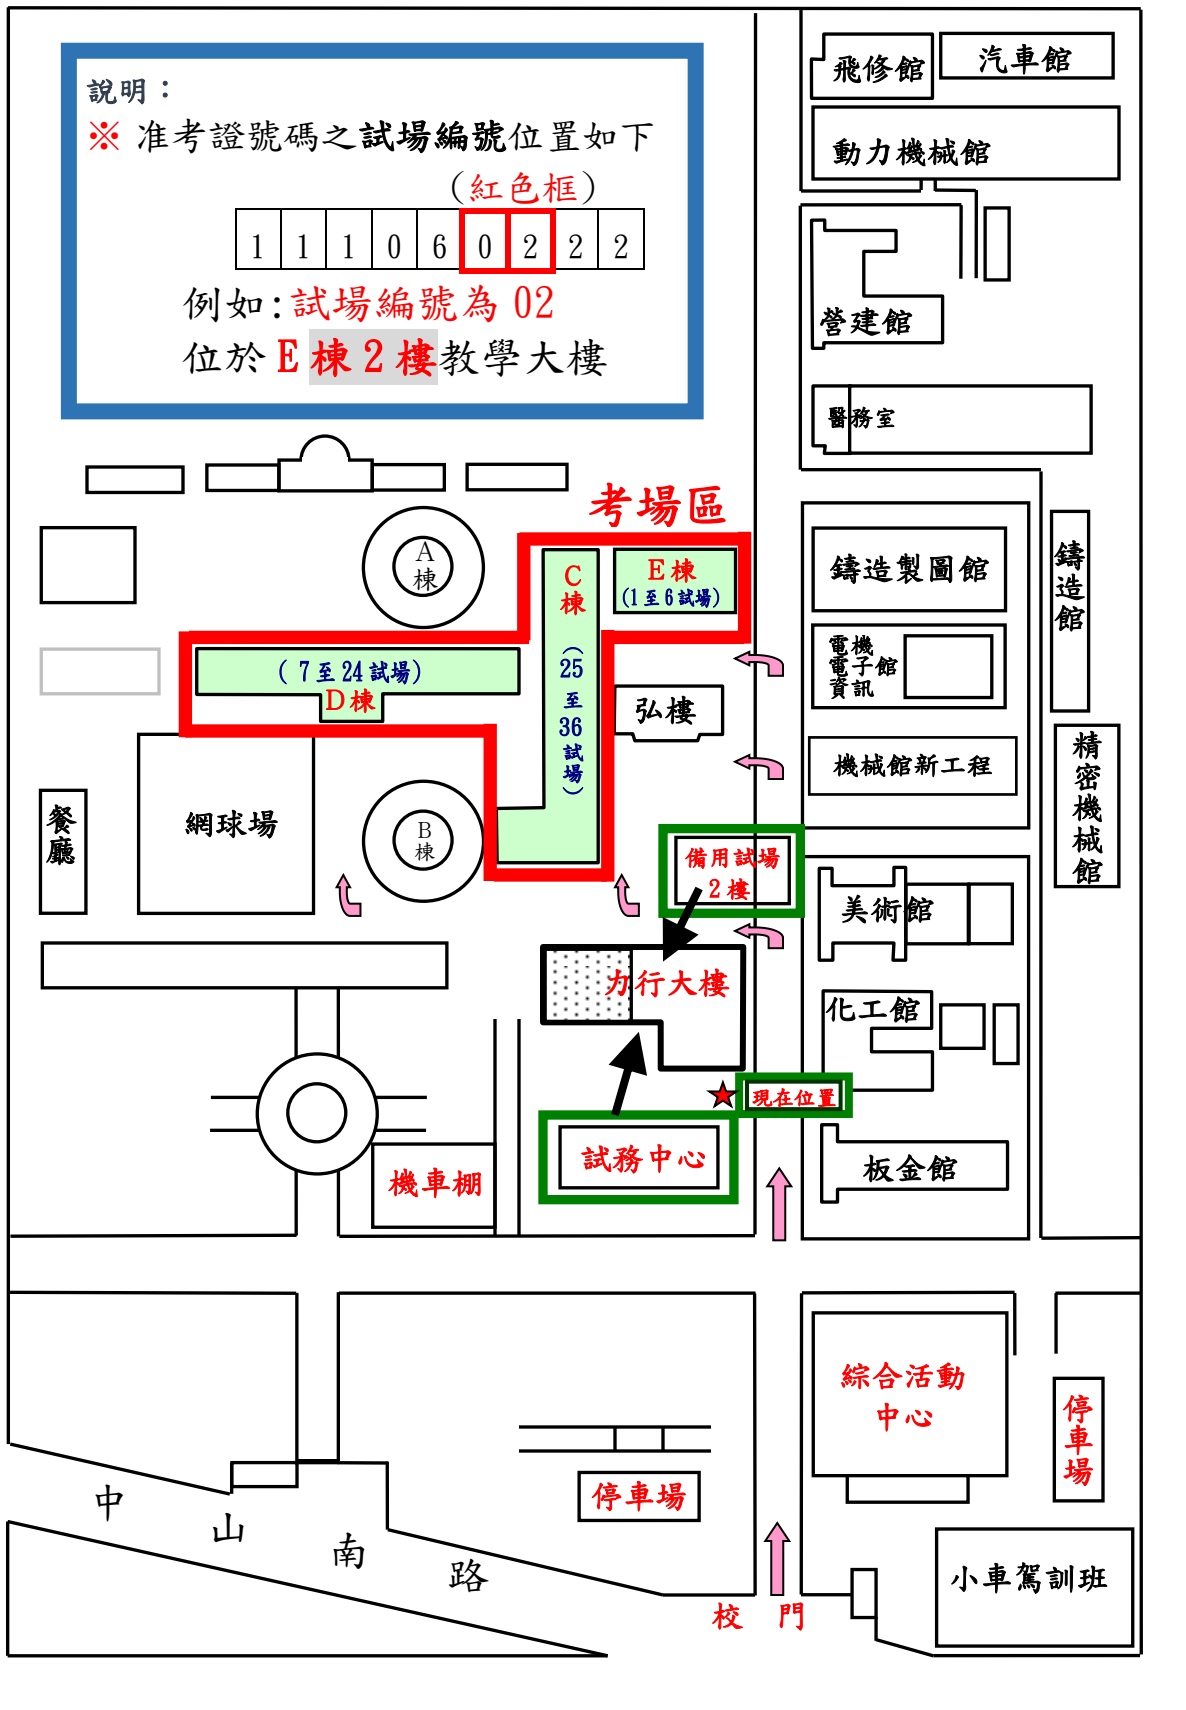 說明：
※ 准考證號碼之試場編號位置如下
（紅色框）
1 1 1 0 6 0 2 2 2
例如:試場編號為 02
位於 E 棟 2 樓教學大樓
飛修館
汽車館
動力機械館
營建館
醫務室
考場區
A
棟
C
棟
（
25
至
36
試
場
）
E 棟
(1 至 6 試場)
( 7 至 24 試場)
D 棟
弘樓
鑄造製圖館
鑄
造
館
電機
電子館
資訊
機械館新工程
精
密
機
械
館
餐
廳
網球場
B
棟
備用試場
2 樓
美術館
力行大樓
化工館
現在位置
試務中心
板金館
機車棚
綜合活動
中心
停
車
場
停車場
中
山
南
路
小車駕訓班
校 門